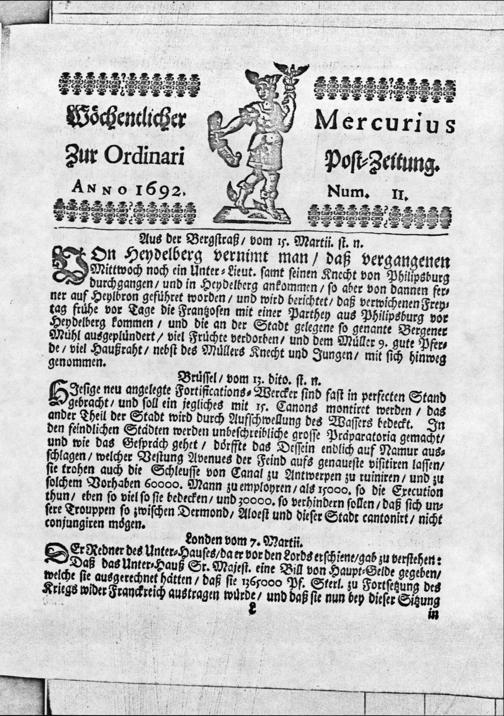 Wöchentlicher Mercurius
Zur Ordinari Post-Zeitung.
ANNO 1692. Num. II.
Aus der Bergstraß/ vom 15. Martii. st. n.
VOn Heydelberg vernimt man/ daß vergangenen
Mittwoch noch ein Unter-Lieut. samt seinen Knecht von Philipsburg
durchgangen/ und in Heydelberg ankommen/ so aber von dannen fer-
ner auf Heylbron geführet worden/ und wird berichtet/ daß verwichenen Frey-
tag frühe vor Tage die Frantzosen mit einer Parthey aus Philipsburg vor
Heydelberg kommen/ und die an der Stadt gelegene so genante Bergener
Mühl ausgeplündert/ viel Früchte verdorben/ und dem Müller 9. gute Pfer-
de/ viel Haußraht/ nebst des Müllers Knecht und Jungen/ mit sich hinweg
genommen.
Brüssel/ vom 13. dito. st. n.
HJesige neu angelegte Fortifications-Wercker sind fast in perfecten Stand
gebracht/ und soll ein jegliches mit 15. Canons montiret werden/ das
ander Theil der Stadt wird durch Aufschwellung des Wassers bedeckt. In
den feindlichen Städten werden unbeschreibliche grosse Präparatoria gemacht/
und wie das Gespräch gehet/ dörffte das Dessein endlich auf Namur aus-
schlagen/ welcher Vestung Avenues der Feind aufs genaueste visitiren lassen/
sie trohen auch die Schleusse von Canal zu Antwerpen zu ruiniren/ und zu
solchem Vorhaben 60000. Mann zu employren/ als 15000. so die Execution
thun/ eben so viel so sie bedecken/ und 30000. so verhindern sollen/ daß sich un-
sere Trouppen so zwischen Dermond/ Aloest und dieser Stadt cantonirt/ nicht
conjungiren mögen.
Londen vom 7. Martii.
DEr Redner des Unter-Hauses/ da er vor den Lords erschiene/ gab zu verstehen:
Daß das Unter-Hauß Sr. Majest. eine Bill von Haupt-Gelde gegeben/
welche sie ausgerechnet hätten/ daß sie 1365000 Pf. Sterl. zu Fortsetzung des
Kriegs wider Franckreich austragen würde/ und daß sie nun bey dieser Sitzung
L in